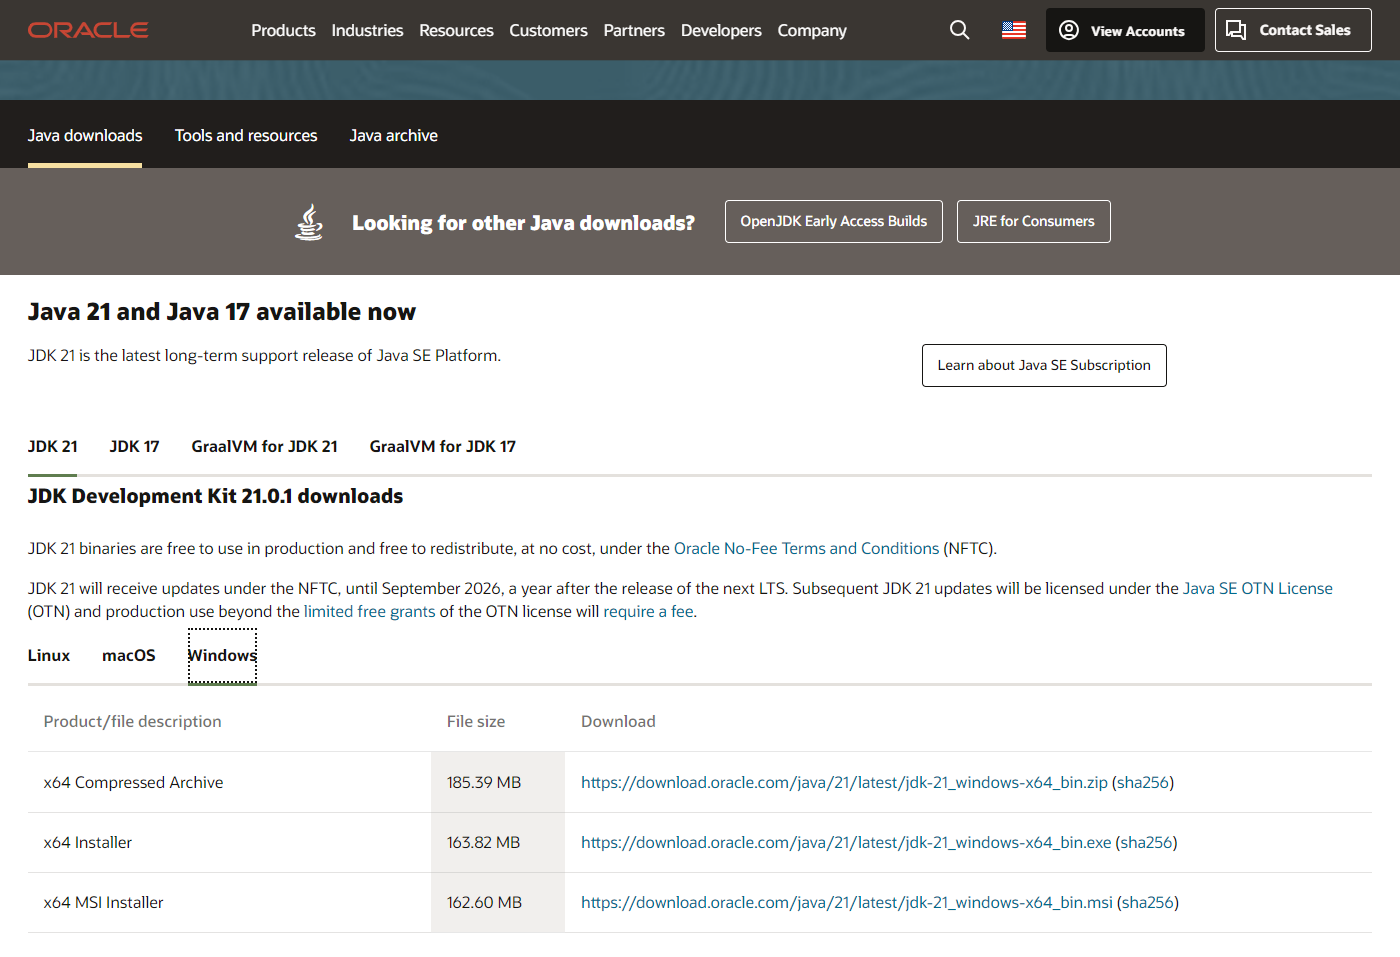 ORACLE
Products Industries Resources Customers Partners Developers Company
View Accounts
Contact Sales
Java downloads Tools and resources Java archive
Looking for other Java downloads? OpenJDK Early Access Builds JRE for Consumers
Java 21 and Java 17 available now
JDK 21 is the latest long-term support release of Java SE Platform.
Learn about Java SE Subscription
JDK 21 JDK 17 GraalVM for JDK 21 GraalVM for JDK 17
JDK Development Kit 21.0.1 downloads
JDK 21 binaries are free to use in production and free to redistribute, at no cost, under the Oracle No-Fee Terms and Conditions (NFTC).
JDK 21 will receive updates under the NFTC, until September 2026, a year after the release of the next LTS. Subsequent JDK 21 updates will be licensed under the Java SE OTN License
(OTN) and production use beyond the limited free grants of the OTN license will require a fee.
Linux macOS Windows
Product/file description File size Download
x64 Compressed Archive 185.39 MB https://download.oracle.com/java/21/latest/jdk-21_windows-x64_bin.zip (sha256)
x64 Installer 163.82 MB https://download.oracle.com/java/21/latest/jdk-21_windows-x64_bin.exe (sha256)
x64 MSI Installer 162.60 MB https://download.oracle.com/java/21/latest/jdk-21_windows-x64_bin.msi (sha256)